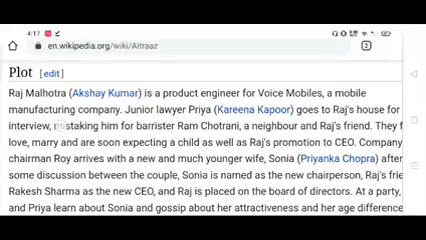 4:17
en.wikipedia.org/wiki/Aitraaz
2
Plot [edit]
Raj Malhotra (Akshay Kumar) is a product engineer for Voice Mobiles, a mobile
manufacturing company. Junior lawyer Priya (Kareena Kapoor) goes to Raj's house for
interview, mistaking him for barrister Ram Chotrani, a neighbour and Raj's friend. They f
love, marry and are soon expecting a child as well as Raj's promotion to CEO. Company
chairman Roy arrives with a new and much younger wife, Sonia (Priyanka Chopra) after
some discussion between the couple, Sonia is named as the new chairperson, Raj's frie
Rakesh Sharma as the new CEO, and Raj is placed on the board of directors. At a party,
and Priya learn about Sonia and gossip about her attractiveness and her age difference